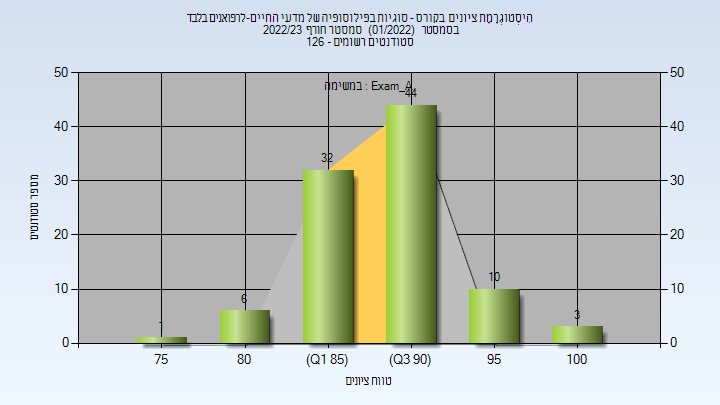 היסטוגרמת ציונים בקורס - סוגיות בפילוסופיה של מדעי החיים-לרפואנים בלבד
בסמסטר (01/2022) סמסטר חורף 2022/23
סטודנטים רשומים - 126
במשימה : Exam_A
50
40
30
20
10
0
50
40
30
20
10
0
מספר סטודנטים
1
6
32
44
10
3
75
80
(Q1 85)
(Q3 90)
95
100
טווח ציונים